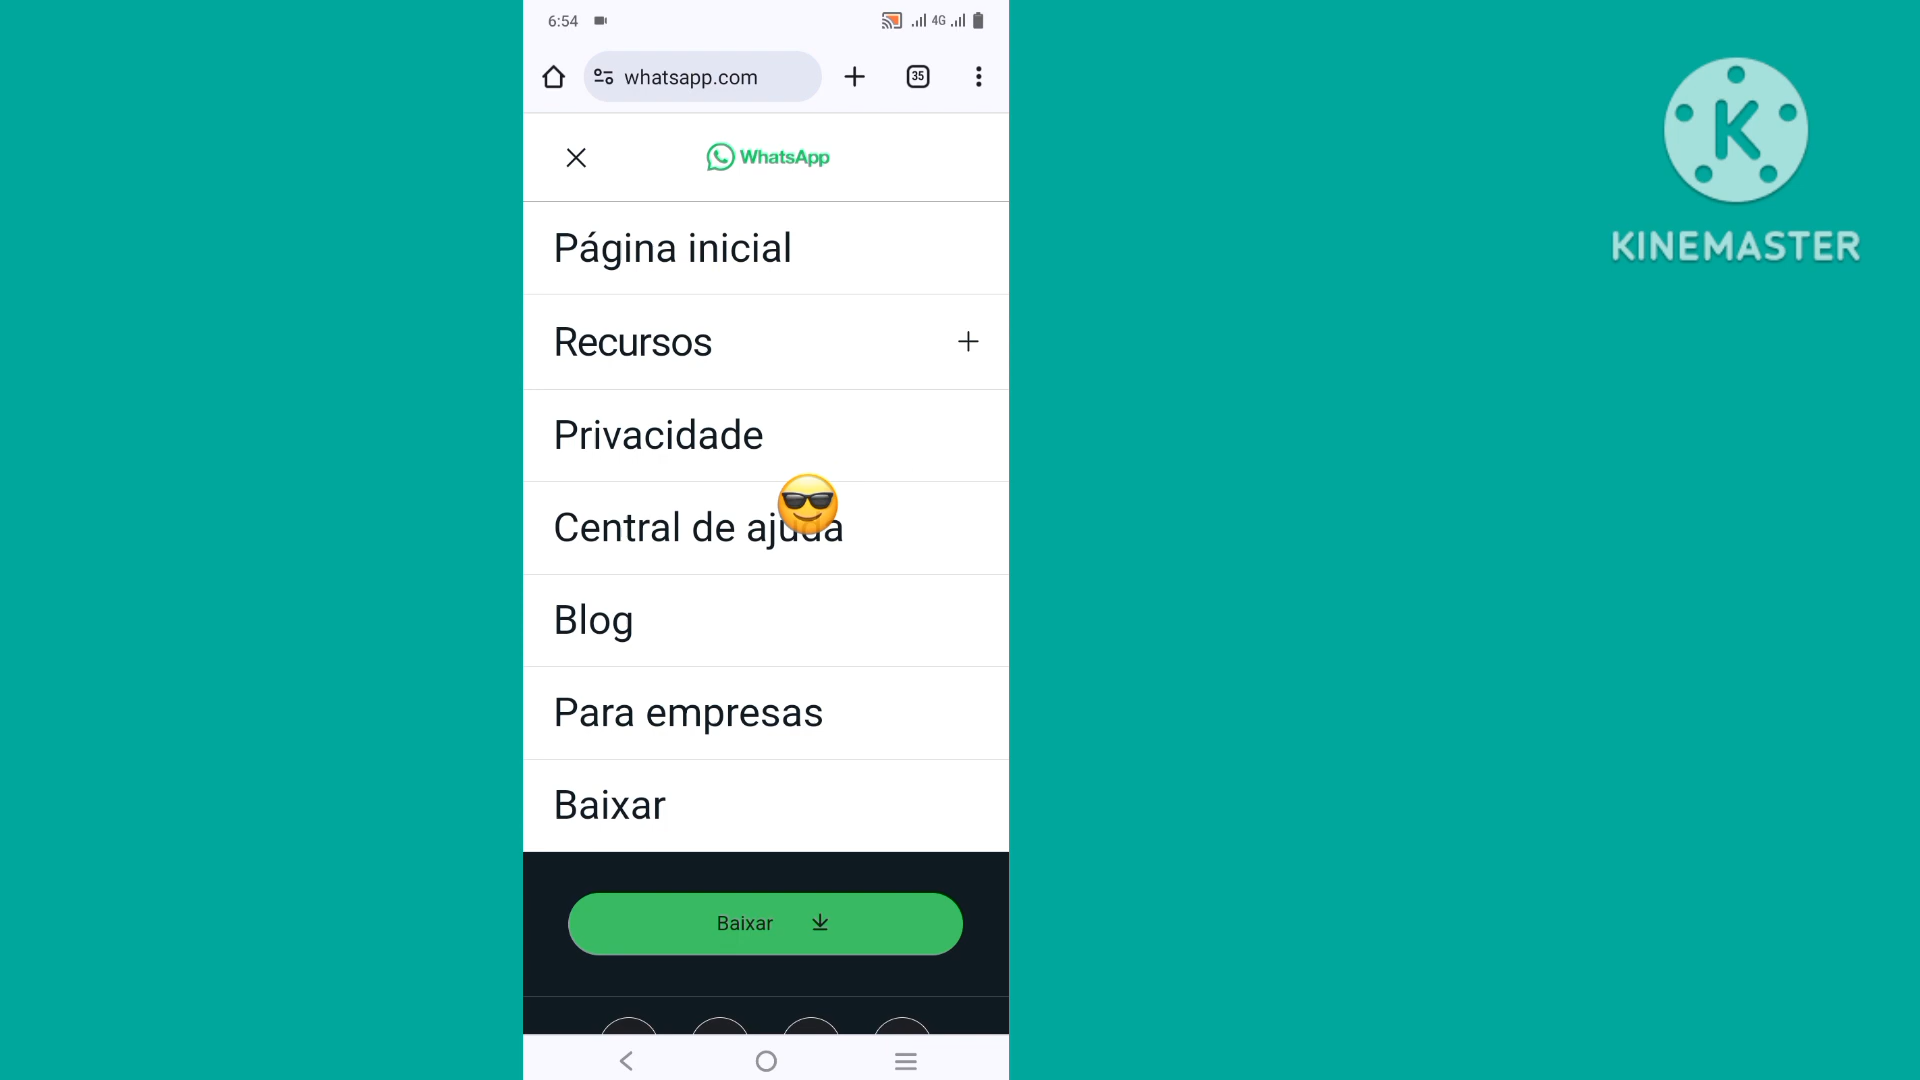 6:54
4G
whatsapp.com
35
WhatsApp
KINEMASTER
Página inicial
Recursos
Privacidade
Central de ajuda
Blog
Para empresas
Baixar
Baixar